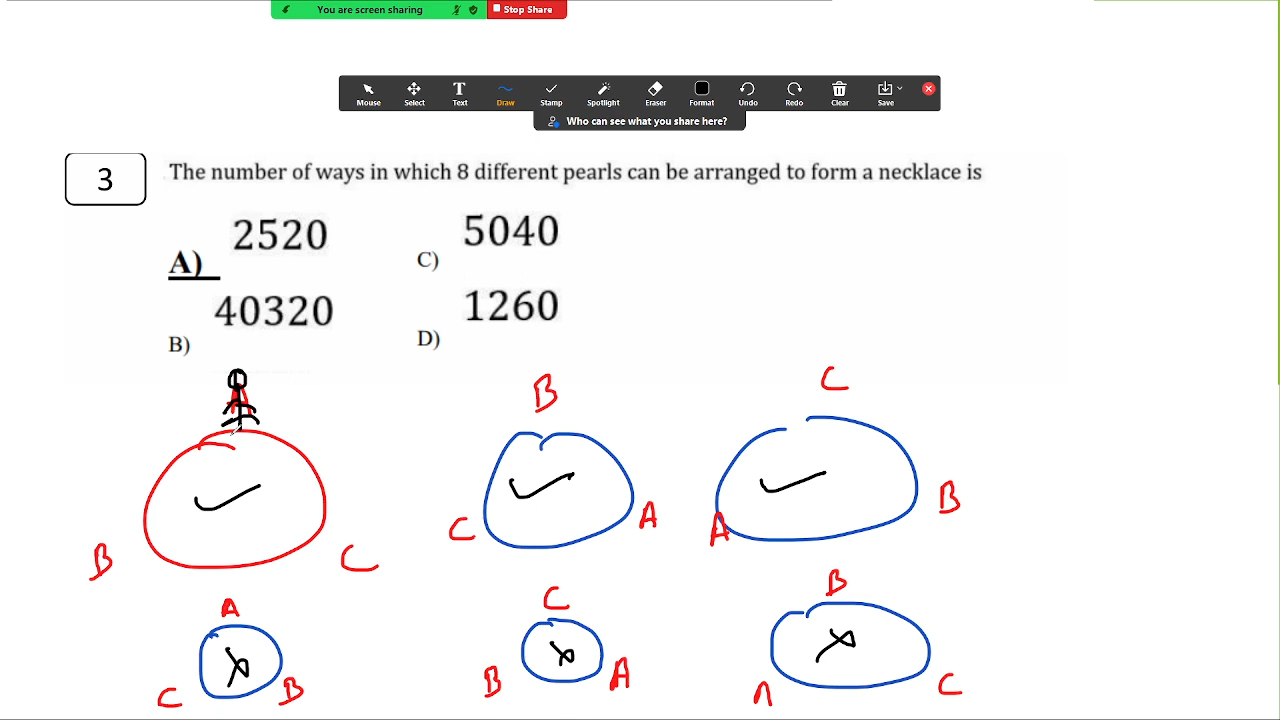 You are screen sharing Stop Share
Mouse Select Text Draw Stamp Spotlight Eraser Format Undo Redo Clear Save
Who can see what you share here?
3 The number of ways in which 8 different pearls can be arranged to form a necklace is
A) 2520 C) 5040
B) 40320 D) 1260
A B C
B C C A A B
A C B
C B B A A C